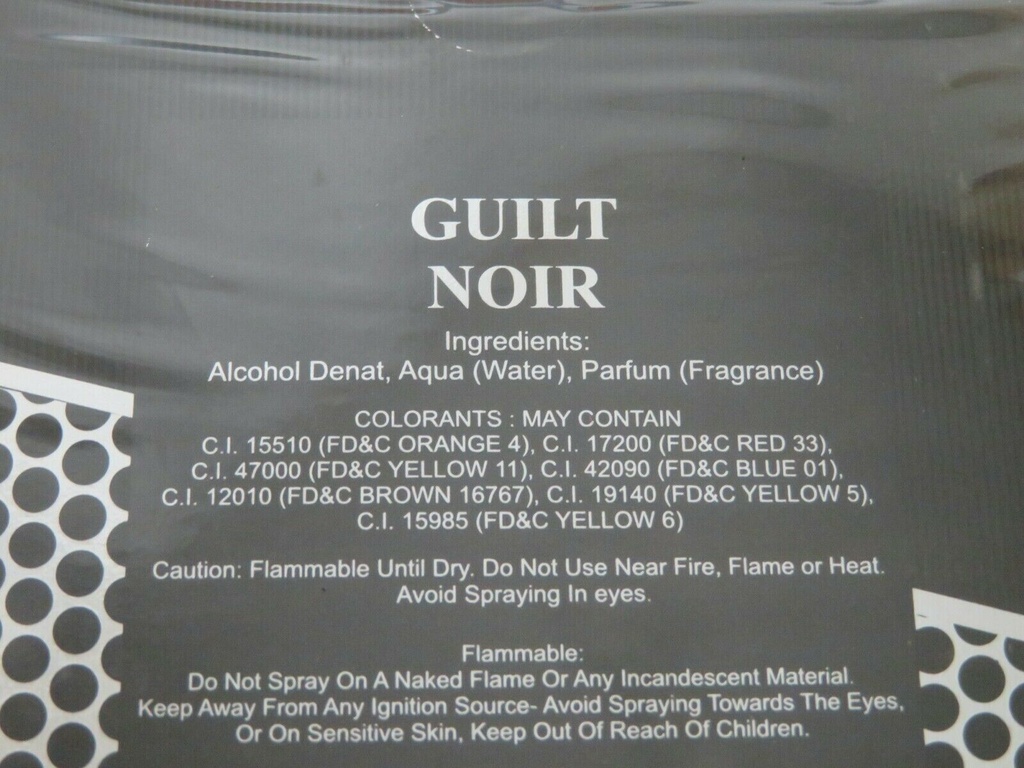 GUILT
NOIR
Ingredients:
Alcohol Denat, Aqua (Water), Parfum (Fragrance)
COLORANTS : MAY CONTAIN
C.I. 15510 (FD&C ORANGE 4), C.I. 17200 (FD&C RED 33),
C.I. 47000 (FD&C YELLOW 11), C.I. 42090 (FD&C BLUE 01),
C.I. 12010 (FD&C BROWN 16767), C.I. 19140 (FD&C YELLOW 5),
C.I. 15985 (FD&C YELLOW 6)
Caution: Flammable Until Dry. Do Not Use Near Fire, Flame or Heat.
Avoid Spraying In eyes.
Flammable:
Do Not Spray On A Naked Flame Or Any Incandescent Material.
Keep Away From Any Ignition Source- Avoid Spraying Towards The Eyes,
Or On Sensitive Skin, Keep Out Of Reach Of Children.